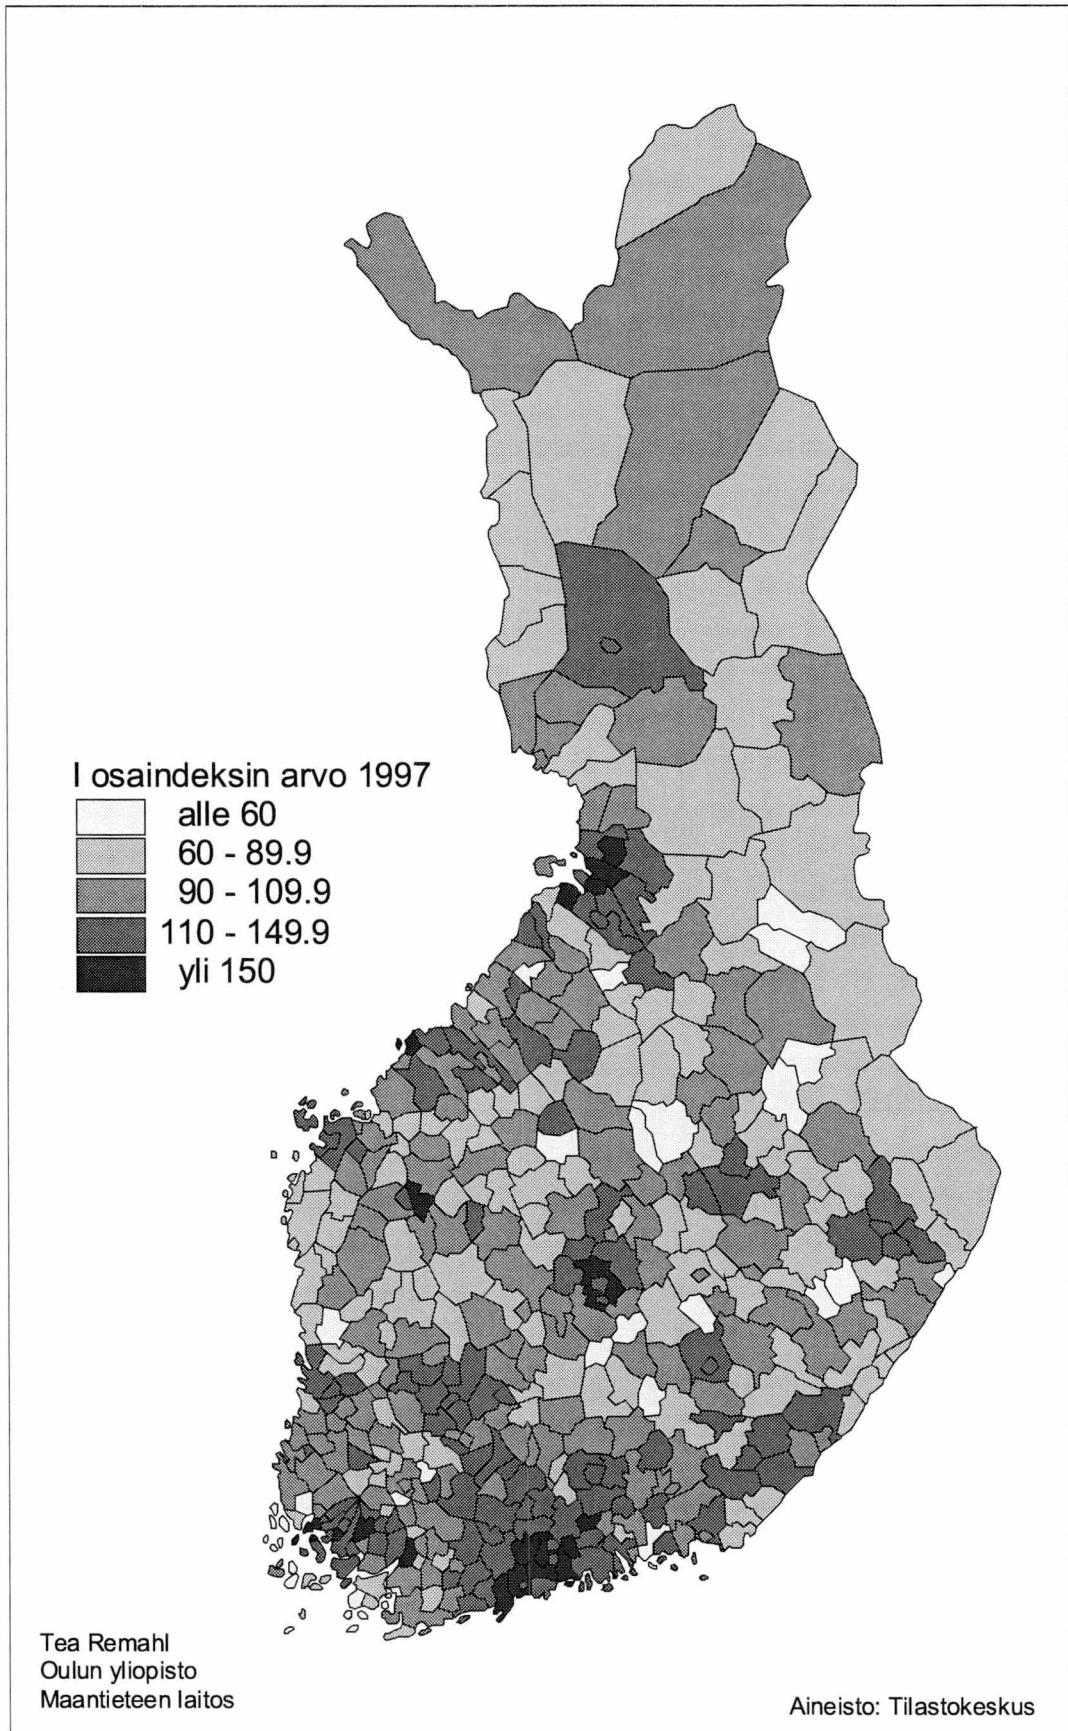 I osaindeksin arvo 1997
alle 60
60 - 89.9
90 - 109.9
110 - 149.9
yli 150
Tea Remahl
Oulun yliopisto
Maantieteen laitos
Aineisto: Tilastokeskus